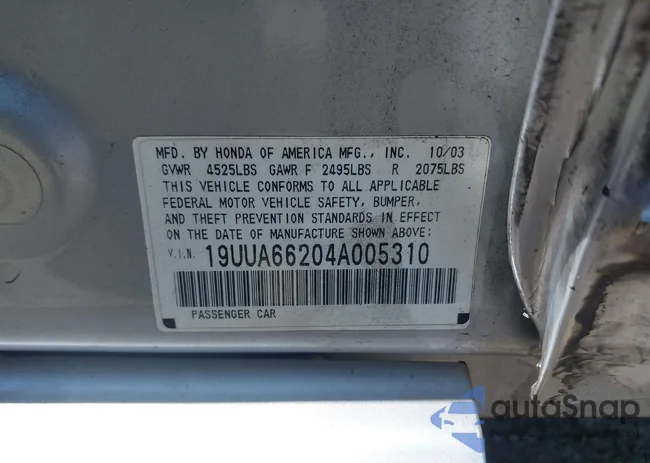 MFD. BY HONDA OF AMERICA MFG., INC. 10/03
GVWR 4525LBS GAWR F 2495LBS R 2075LBS
THIS VEHICLE CONFORMS TO ALL APPLICABLE
FEDERAL MOTOR VEHICLE SAFETY, BUMPER,
AND THEFT PREVENTION STANDARDS IN EFFECT
ON THE DATE OF MANUFACTURE SHOWN ABOVE:
V.I.N. 19UUA66204A005310
PASSENGER CAR
autoSnap